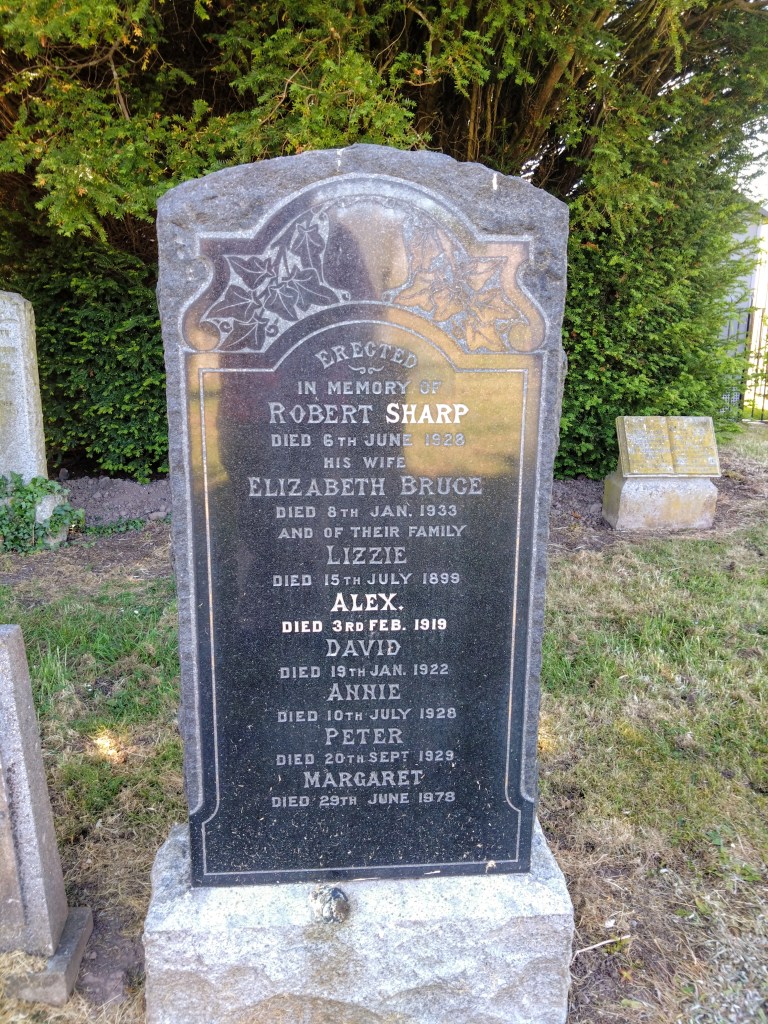 ERECTED
IN MEMORY OF
ROBERT SHARP
DIED 6TH JUNE 1928
HIS WIFE
ELIZABETH BRUCE
DIED 8TH JAN. 1933
AND OF THEIR FAMILY
LIZZIE
DIED 15TH JULY 1899
ALEX.
DIED 3RD FEB. 1919
DAVID
DIED 19TH JAN. 1922
ANNIE
DIED 10TH JULY 1928
PETER
DIED 20TH SEPT 1929
MARGARET
DIED 29TH JUNE 1978